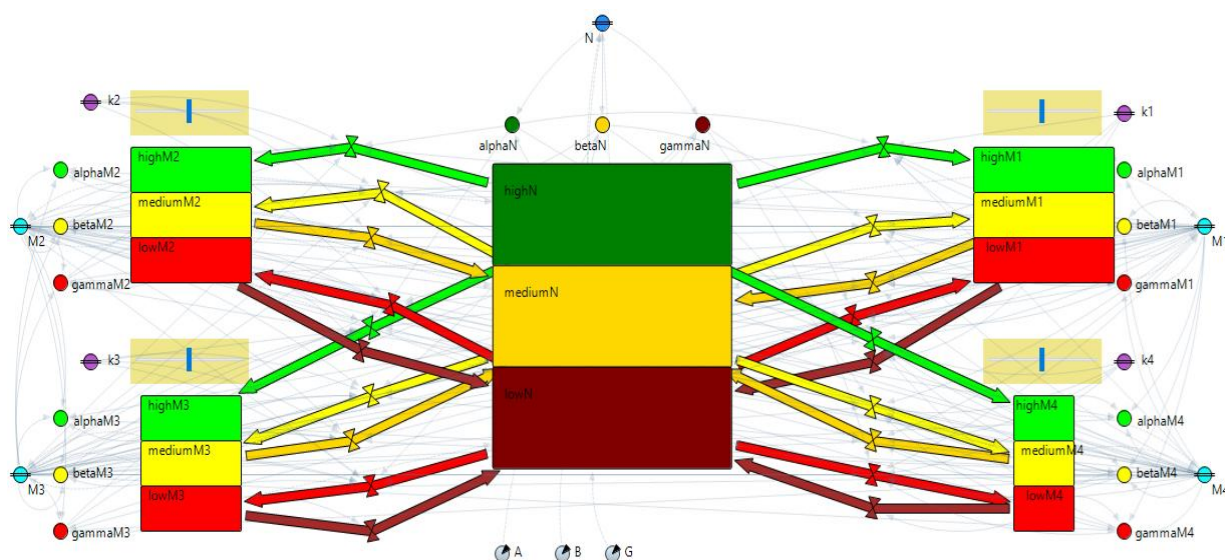 N
k2
k1
alphaN
betaN
gammaN
highM2
alphaM2
mediumM2
M2
betaM2
lowM2
gammaM2
highN
mediumN
lowN
highM1
alphaM1
mediumM1
betaM1
M1
lowM1
gammaM1
k3
k4
highM3
alphaM3
mediumM3
betaM3
M3
lowM3
gammaM3
highM4
alphaM4
mediumM4
betaM4
M4
lowM4
gammaM4
A
B
G